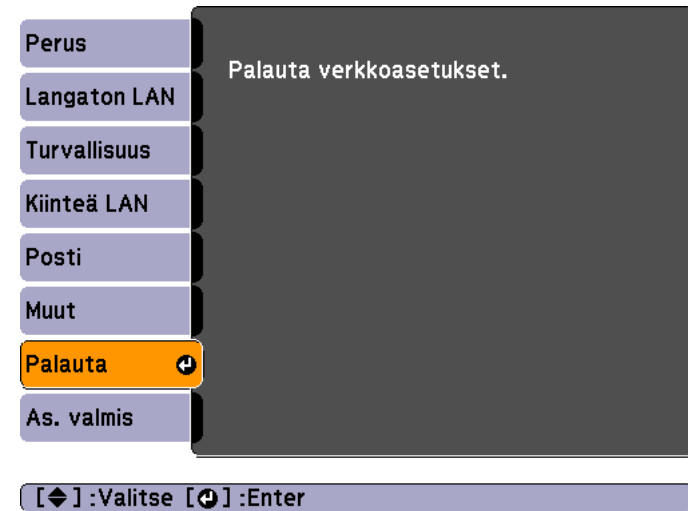 Perus
Langaton LAN
Turvallisuus
Kiinteä LAN
Posti
Muut
Palauta
As. valmis
Palauta verkkoasetukset.
[◆] :Valitse [⏎] :Enter